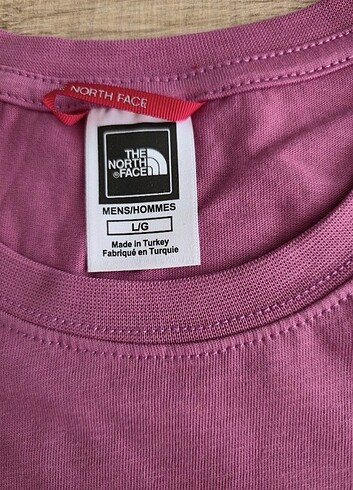 NORTH FACE
THE
NORTH
®FACE
MENS/HOMMES
L/G
Made in Turkey
Fabriqué en Turquie